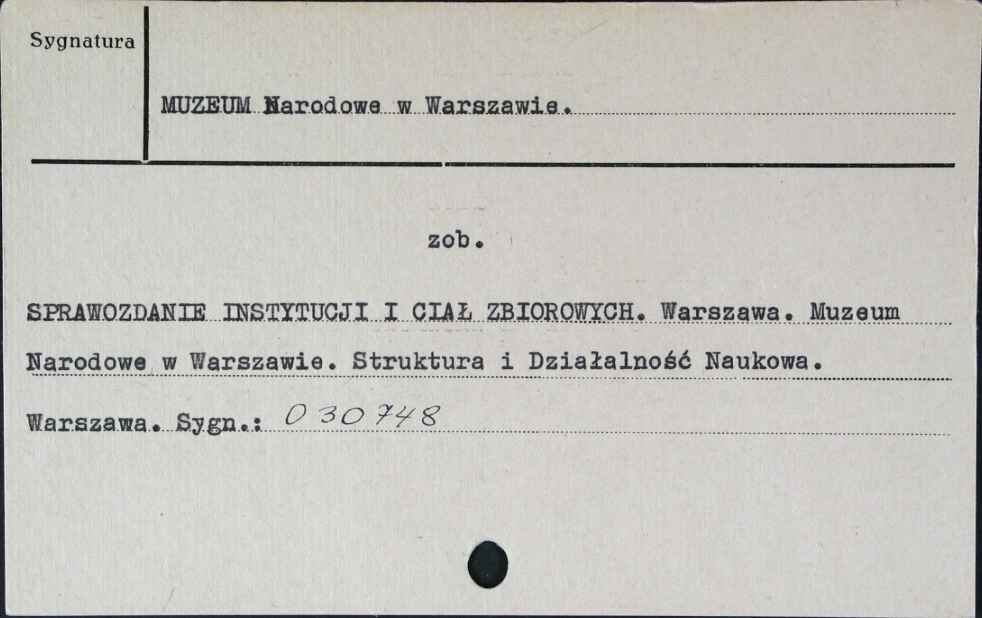 Sygnatura
MUZEUM Narodowe w Warszawie.
zob.
SPRAWOZDANIE INSTYTUCJI I CIAŁ ZBIOROWYCH. Warszawa. Muzeum
Narodowe w Warszawie. Struktura i Działalność Naukowa.
Warszawa. Sygn.: 030748